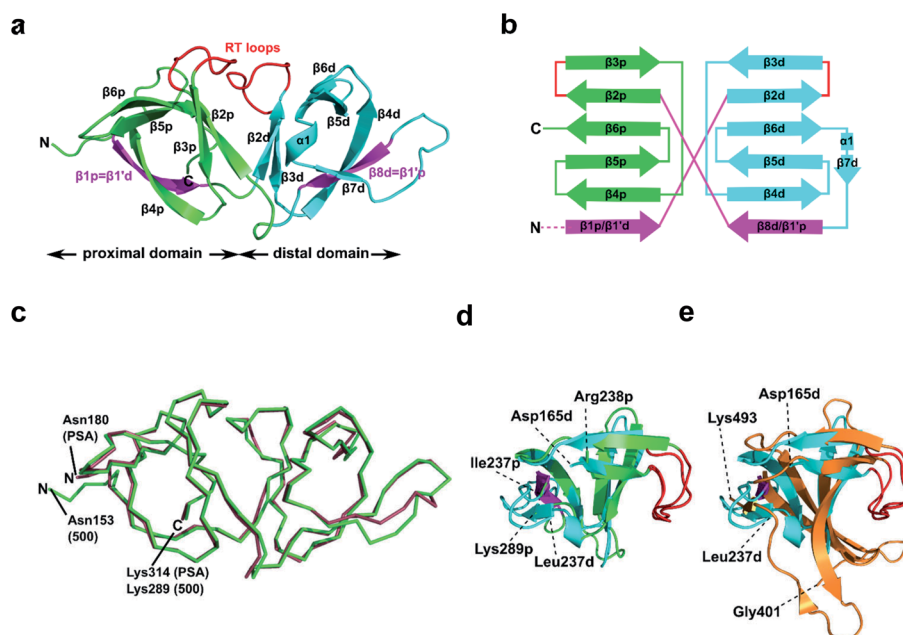 a
RT loops
β6p
β2p
β6d
β4d
β5d
N
β5p
β2d
α1
β3p
β1p=β1'd
C
β3d
β7d
β8d=β1'p
β4p
proximal domain
distal domain
b
β3p
β3d
β2p
β2d
C
β6p
β6d
α1
β5p
β5d
β7d
β4p
β4d
N
β1p/β1'd
β8d/β1'p
c
Asn180
(PSA)
N
N
Asn153
(500)
C
Lys314 (PSA)
Lys289 (500)
d
Arg238p
Asp165d
Ile237p
Lys289p
Leu237d
e
Asp165d
Lys493
Leu237d
Gly401